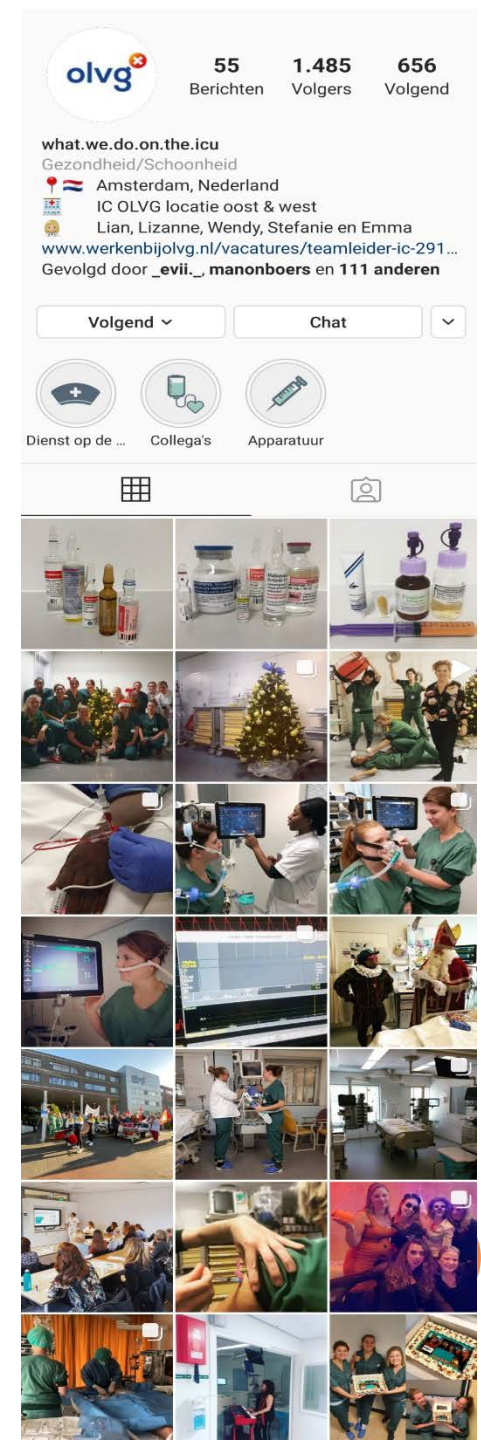 olvg
55 1.485 656
Berichten Volgers Volgend
what.we.do.on.the.icu
Gezondheid/Schoonheid
Amsterdam, Nederland
IC OLVG locatie oost & west
Lian, Lizanne, Wendy, Stefanie en Emma
www.werkenbijolvg.nl/vacatures/teamleider-ic-291...
Gevolgd door _evii._, manonboers en 111 anderen
Volgend Chat
Dienst op de ... Collega's Apparatuur